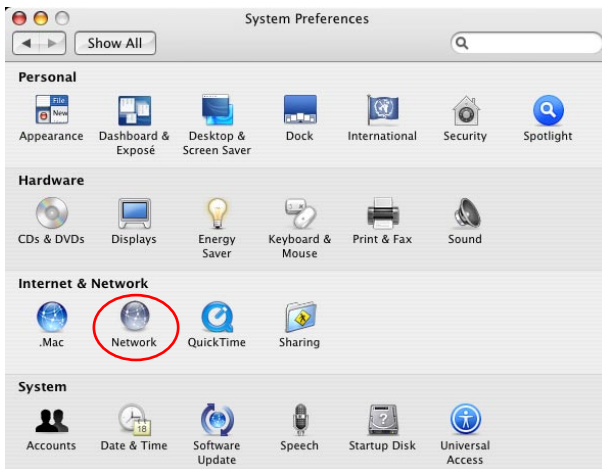 System Preferences
Show All
Personal
File
New
Appearance
Dashboard &
Exposé
Desktop &
Screen Saver
Dock
International
Security
Spotlight
Hardware
CDs & DVDs
Displays
Energy
Saver
Keyboard &
Mouse
Print & Fax
Sound
Internet & Network
.Mac
Network
QuickTime
Sharing
System
18
Accounts
Date & Time
Software
Update
Speech
?
Startup Disk
Universal
Access